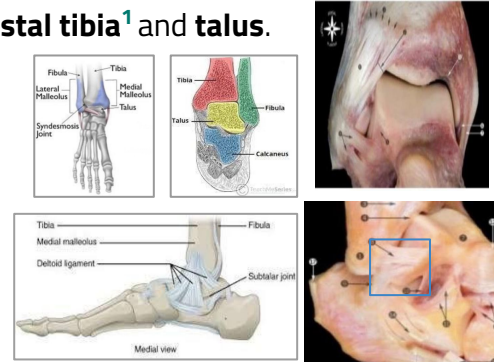 stal tibia¹ and talus.
Fibula
Tibia
Lateral
Malleolus
Medial
Malleolus
Talus
Syndesmosis
Joint
Tibia
Fibula
Talus
Calcaneus
Tibia
Fibula
Medial malleolus
Deltoid ligament
Subtalar joint
Medial view